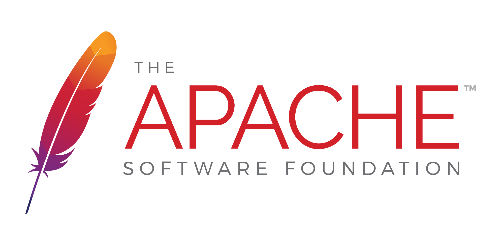 THE
APACHE™
SOFTWARE FOUNDATION